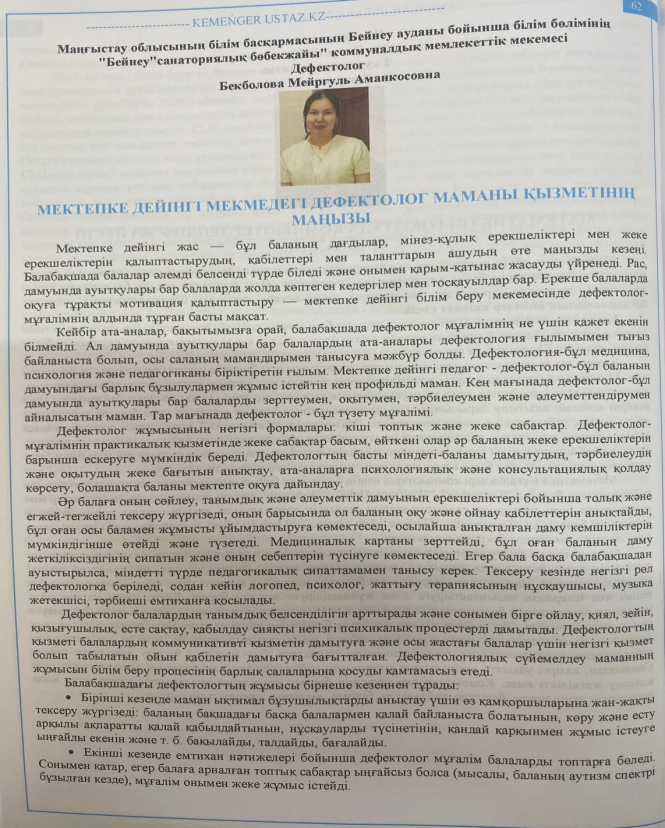 KEMEŃGER USTAZ.KZ
62
Маңғыстау облысының білім басқармасының Бейнеу ауданы бойынша білім бөлімінің
"Бейнеу"санаториялық бөбекжайы" коммуналдық мемлекеттік мекемесі
Дефектолог
Бекболова Мейргуль Аманкосовна
МЕКТЕПКЕ ДЕЙІНГІ МЕКМЕДЕГІ ДЕФЕКТОЛОГ МАМАНЫ ҚЫЗМЕТІНІҢ
МАҢЫЗЫ
Мектепке дейінгі жас — бұл баланың дағдылар, мінез-құлық ерекшеліктері мен жеке
ерекшеліктерін қалыптастырудың, қабілеттері мен таланттарын ашудың өте маңызды кезеңі.
Балабақшада балалар әлемді белсенді түрде біледі және онымен қарым-қатынас жасауды үйренеді. Рас,
дамуында ауытқулары бар балаларда жолда көптеген кедергілер мен тосқауылдар бар. Ерекше балаларда
оқуға тұрақты мотивация қалыптастыру — мектепке дейінгі білім беру мекемесінде дефектолог-
мұғалімнің алдында тұрған басты мақсат.
Кейбір ата-аналар, бақытымызға орай, балабақшада дефектолог мұғалімнің не үшін қажет екенін
білмейді. Ал дамуында ауытқулары бар балалардың ата-аналары дефектология ғылымымен тығыз
байланыста болып, осы саланың мамандарымен танысуға мәжбүр болды. Дефектология-бұл медицина,
психология және педагогиканы біріктіретін ғылым. Мектепке дейінгі педагог - дефектолог-бұл баланың
дамуындағы барлық бұзылулармен жұмыс істейтін кең профильді маман. Кең мағынада дефектолог-бұл
дамуында ауытқулары бар балаларды зерттеумен, оқытумен, тәрбиелеумен және әлеуметтендірумен
айналысатын маман. Тар мағынада дефектолог - бұл түзету мұғалімі.
Дефектолог жұмысының негізгі формалары: кіші топтық және жеке сабақтар. Дефектолог-
мұғалімнің практикалық қызметінде жеке сабақтар басым, өйткені олар әр баланың жеке ерекшеліктерін
барынша ескеруге мүмкіндік береді. Дефектологтың басты міндеті-баланы дамытудың, тәрбиелеудің
және оқытудың жеке бағытын анықтау, ата-аналарға психологиялық және консультациялық қолдау
көрсету, болашақта баланы мектепте оқуға дайындау.
Әр балаға оның сөйлеу, танымдық және әлеуметтік дамуының ерекшеліктері бойынша толық және
егжей-тегжейлі тексеру жүргізеді, оның барысында ол баланың оқу және ойнау қабілеттерін анықтайды,
бұл оған осы баламен жұмысты ұйымдастыруға көмектеседі, осылайша анықталған даму кемшіліктерін
мүмкіндігінше өтейді және түзетеді. Медициналық картаны зерттейді, бұл оған баланың даму
жеткіліксіздігінің сипатын және оның себептерін түсінуге көмектеседі. Егер бала басқа балабақшадан
ауыстырылса, міндетті түрде педагогикалық сипаттамамен танысу керек. Тексеру кезінде негізгі рөл
дефектологқа беріледі, содан кейін логопед, психолог, жаттығу терапиясының нұсқаушысы, музыка
жетекшісі, тәрбиеші емтиханға қосылады.
Дефектолог балалардың танымдық белсенділігін арттырады және сонымен бірге ойлау, қиял, зейін,
қызығушылық, есте сақтау, қабылдау сияқты негізгі психикалық процестерді дамытады. Дефектологтың
қызметі балалардың коммуникативті қызметін дамытуға және осы жастағы балалар үшін негізгі қызмет
болып табылатын ойын қабілетін дамытуға бағытталған. Дефектологиялық сүйемелдеу маманның
жұмысын білім беру процесінің барлық салаларына қосуды қамтамасыз етеді.
Балабақшадағы дефектологтың жұмысы бірнеше кезеңнен тұрады:
• Бірінші кезеңде маман ықтимал бұзушылықтарды анықтау үшін өз қамқоршыларына жан-жақты
тексеру жүргізеді: баланың бақшадағы басқа балалармен қалай байланыста болатынын, көру және есту
арқылы ақпаратты қалай қабылдайтынын, нұсқауларды түсінетінін, қандай қарқынмен жұмыс істеуге
ыңғайлы екенін және т. б. бақылайды, талдайды, бағалайды.
• Екінші кезеңде емтихан нәтижелері бойынша дефектолог мұғалім балаларды топтарға бөледі.
Сонымен қатар, егер балаға арналған топтық сабақтар ыңғайсыз болса (мысалы, баланың аутизм спектрі
бұзылған кезде), мұғалім онымен жеке жұмыс істейді.